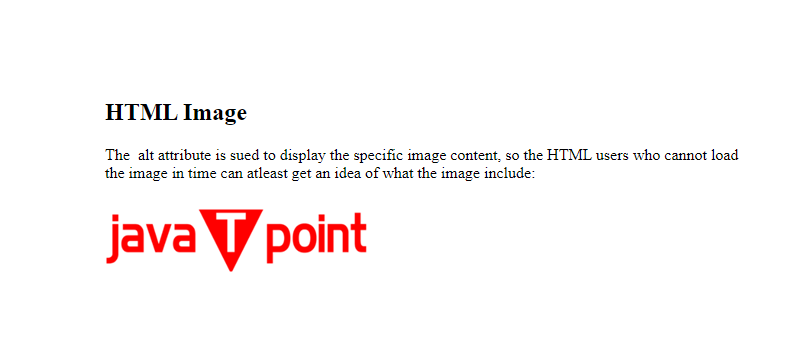 HTML Image
The  alt attribute is sued to display the specific image content, so the HTML users who cannot load
the image in time can atleast get an idea of what the image include:
java T point